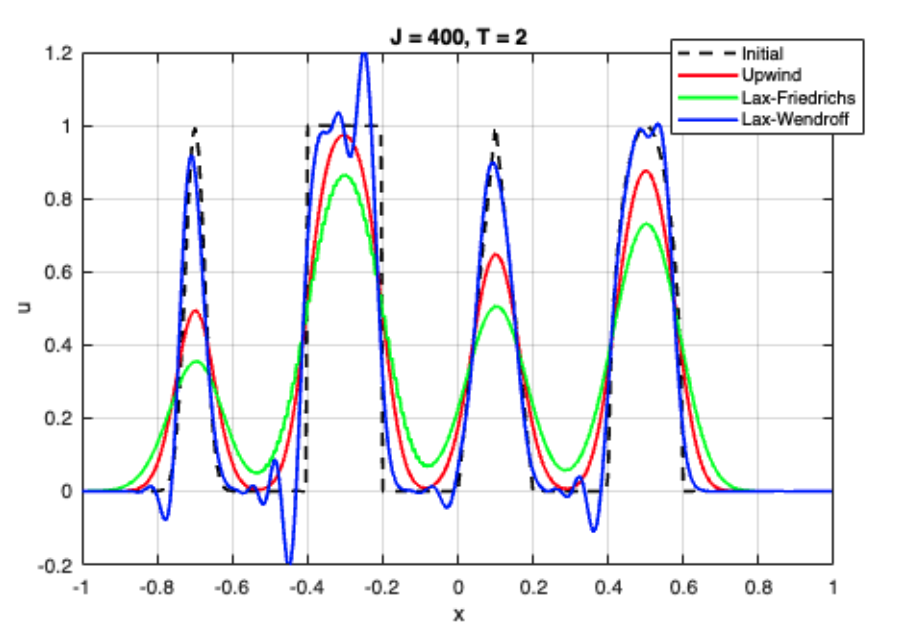 J = 400, T = 2
Initial
Upwind
Lax-Friedrichs
Lax-Wendroff
1.2
1
0.8
0.6
0.4
0.2
0
-0.2
u
-1 -0.8 -0.6 -0.4 -0.2 0 0.2 0.4 0.6 0.8 1
x